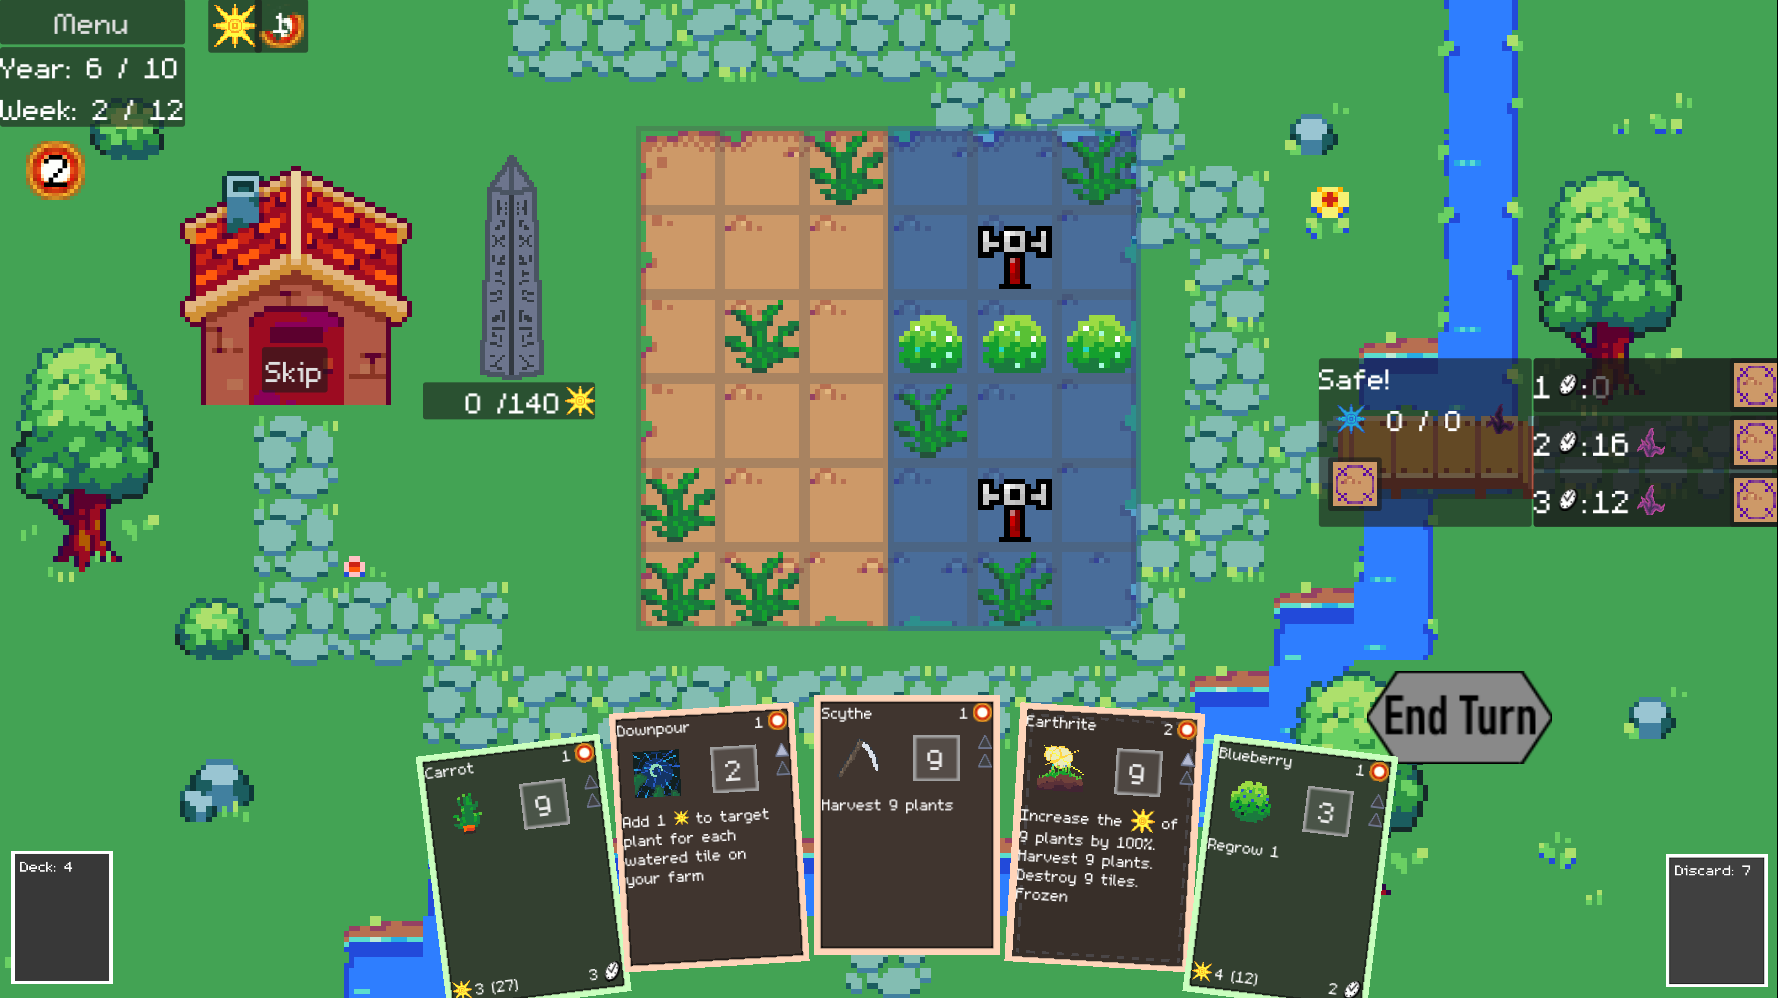 Menu
1
Year: 6 / 10
Week: 2 / 12
2
Skip
0 /140
Safe!
0 / 0
1 :0
2 :16
3 :12
End Turn
Carrot 1
9
3 (27) 3
Downpour 1
2
Add 1 to target
plant for each
watered tile on
your farm
Scythe 1
9
Harvest 9 plants
Earthrite 2
9
Increase the of
9 plants by 100%.
Harvest 9 plants.
Destroy 9 tiles.
Frozen
Blueberry 1
3
Regrow 1
4 (12) 2
Deck: 4
Discard: 7